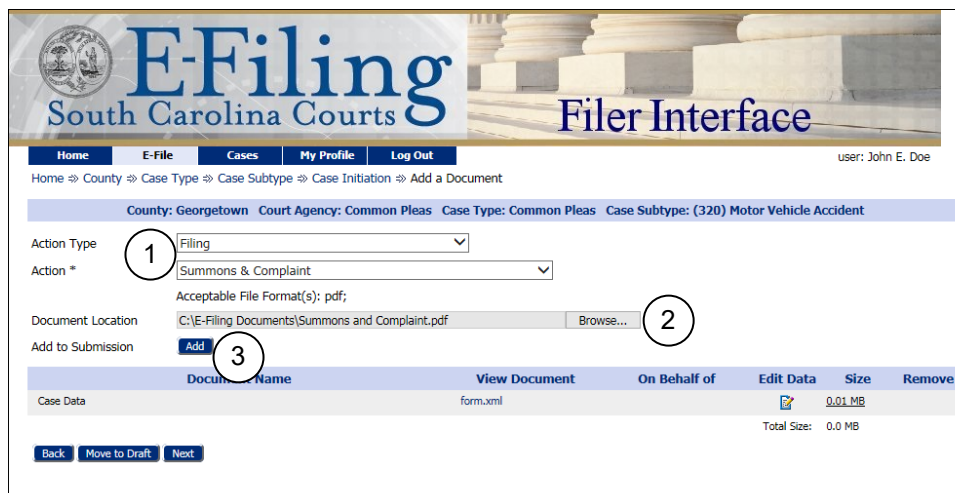 E-Filing
South Carolina Courts
Filer Interface
Home E-File Cases My Profile Log Out user: John E. Doe
Home ⇒ County ⇒ Case Type ⇒ Case Subtype ⇒ Case Initiation ⇒ Add a Document
County: Georgetown Court Agency: Common Pleas Case Type: Common Pleas Case Subtype: (320) Motor Vehicle Accident
Action Type Filing
1
Action * Summons & Complaint
Acceptable File Format(s): pdf;
Document Location C:\E-Filing Documents\Summons and Complaint.pdf Browse... 2
Add to Submission Add 3
Document Name View Document On Behalf of Edit Data Size Remove
Case Data form.xml 0.01 MB
Total Size: 0.0 MB
Back Move to Draft Next